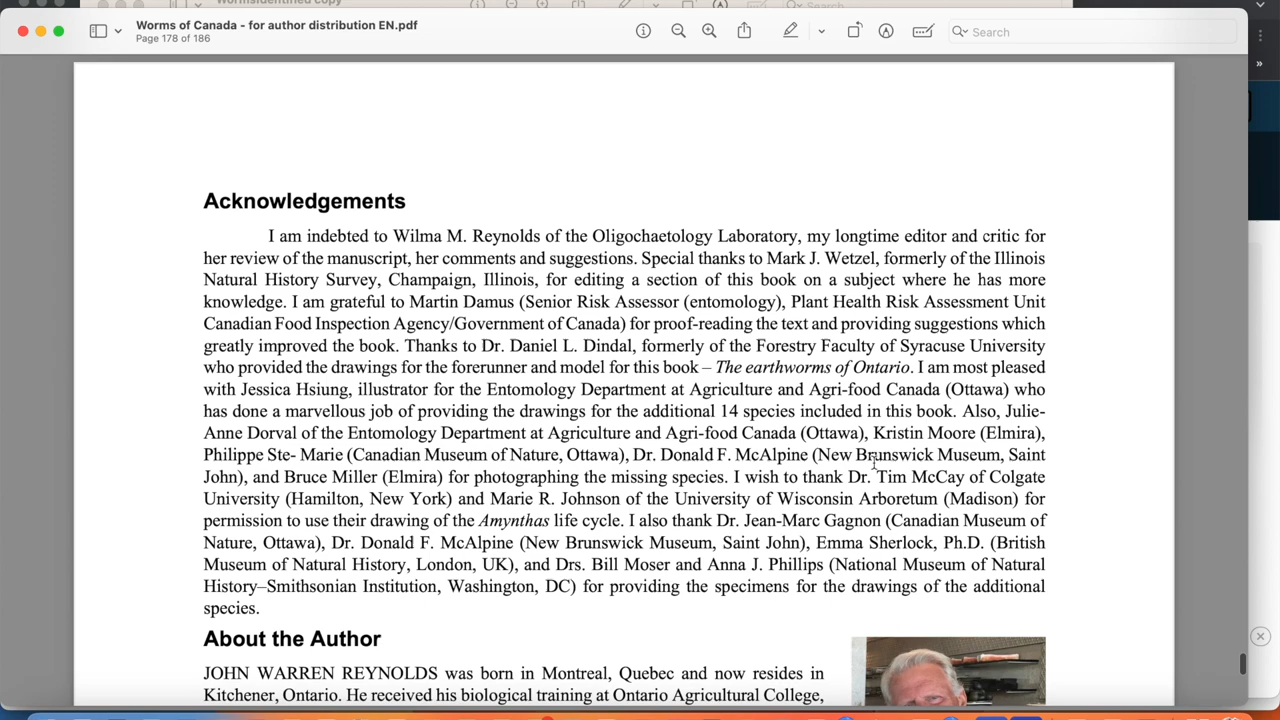 Wormsidentified copy
Search
Worms of Canada - for author distribution EN.pdf
Page 178 of 186
Search
Acknowledgements
I am indebted to Wilma M. Reynolds of the Oligochaetology Laboratory, my longtime editor and critic for
her review of the manuscript, her comments and suggestions. Special thanks to Mark J. Wetzel, formerly of the Illinois
Natural History Survey, Champaign, Illinois, for editing a section of this book on a subject where he has more
knowledge. I am grateful to Martin Damus (Senior Risk Assessor (entomology), Plant Health Risk Assessment Unit
Canadian Food Inspection Agency/Government of Canada) for proof-reading the text and providing suggestions which
greatly improved the book. Thanks to Dr. Daniel L. Dindal, formerly of the Forestry Faculty of Syracuse University
who provided the drawings for the forerunner and model for this book – The earthworms of Ontario. I am most pleased
with Jessica Hsiung, illustrator for the Entomology Department at Agriculture and Agri-food Canada (Ottawa) who
has done a marvellous job of providing the drawings for the additional 14 species included in this book. Also, Julie-
Anne Dorval of the Entomology Department at Agriculture and Agri-food Canada (Ottawa), Kristin Moore (Elmira),
Philippe Ste- Marie (Canadian Museum of Nature, Ottawa), Dr. Donald F. McAlpine (New Brunswick Museum, Saint
John), and Bruce Miller (Elmira) for photographing the missing species. I wish to thank Dr. Tim McCay of Colgate
University (Hamilton, New York) and Marie R. Johnson of the University of Wisconsin Arboretum (Madison) for
permission to use their drawing of the Amynthas life cycle. I also thank Dr. Jean-Marc Gagnon (Canadian Museum of
Nature, Ottawa), Dr. Donald F. McAlpine (New Brunswick Museum, Saint John), Emma Sherlock, Ph.D. (British
Museum of Natural History, London, UK), and Drs. Bill Moser and Anna J. Phillips (National Museum of Natural
History–Smithsonian Institution, Washington, DC) for providing the specimens for the drawings of the additional
species.
About the Author
JOHN WARREN REYNOLDS was born in Montreal, Quebec and now resides in
Kitchener, Ontario. He received his biological training at Ontario Agricultural College,